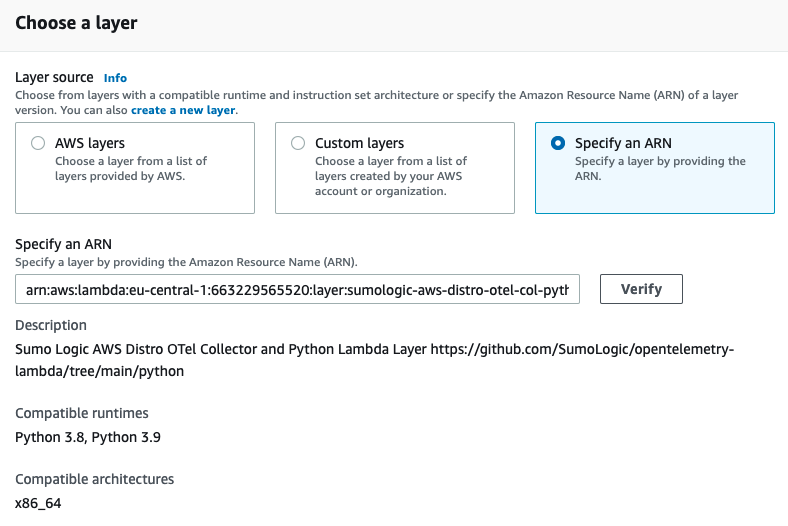 Choose a layer
Layer source Info
Choose from layers with a compatible runtime and instruction set architecture or specify the Amazon Resource Name (ARN) of a layer
version. You can also create a new layer.
AWS layers
Choose a layer from a list of
layers provided by AWS.
Custom layers
Choose a layer from a list of
layers created by your AWS
account or organization.
Specify an ARN
Specify a layer by providing the
ARN.
Specify an ARN
Specify a layer by providing the Amazon Resource Name (ARN).
arn:aws:lambda:eu-central-1:663229565520:layer:sumologic-aws-distro-otel-col-pyth
Verify
Description
Sumo Logic AWS Distro OTel Collector and Python Lambda Layer https://github.com/SumoLogic/opentelemetry-
lambda/tree/main/python
Compatible runtimes
Python 3.8, Python 3.9
Compatible architectures
x86_64